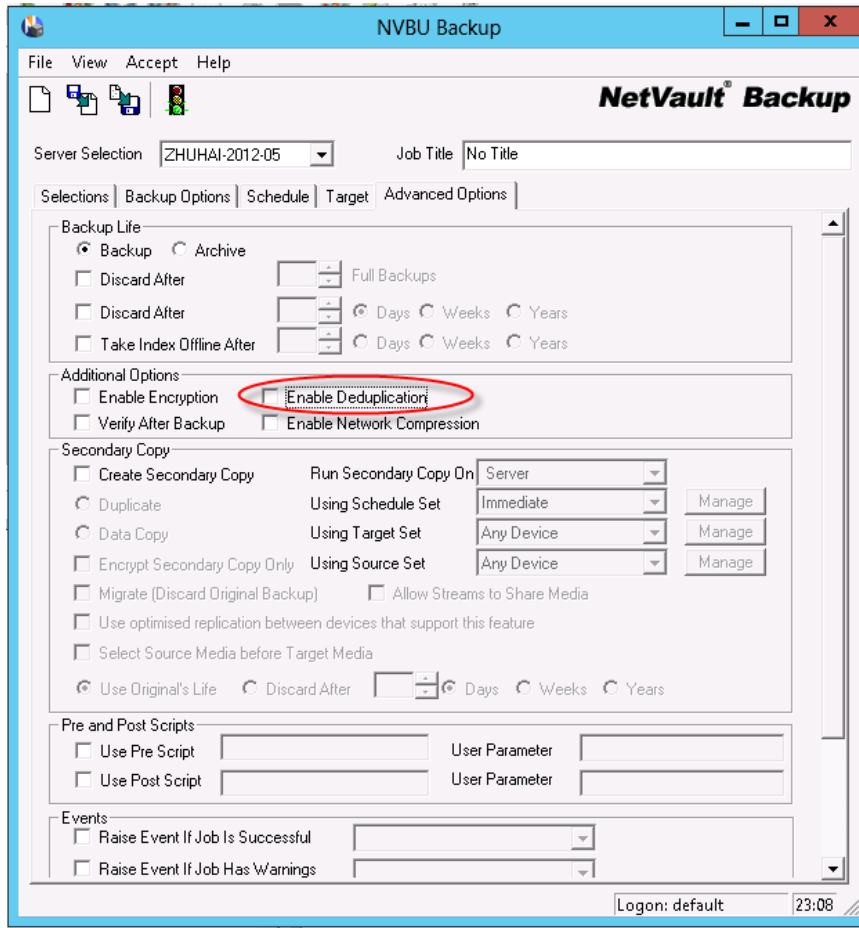 NVBU Backup
File View Accept Help
NetVault® Backup
Server Selection ZHUHAI-2012-05 Job Title No Title
Selections Backup Options Schedule Target Advanced Options
Backup Life
Backup Archive
Discard After Full Backups
Discard After Days Weeks Years
Take Index Offline After Days Weeks Years
Additional Options
Enable Encryption Enable Deduplication
Verify After Backup Enable Network Compression
Secondary Copy
Create Secondary Copy Run Secondary Copy On Server
Duplicate Using Schedule Set Immediate Manage
Data Copy Using Target Set Any Device Manage
Encrypt Secondary Copy Only Using Source Set Any Device Manage
Migrate (Discard Original Backup) Allow Streams to Share Media
Use optimised replication between devices that support this feature
Select Source Media before Target Media
Use Original's Life Discard After Days Weeks Years
Pre and Post Scripts
Use Pre Script User Parameter
Use Post Script User Parameter
Events
Raise Event If Job Is Successful
Raise Event If Job Has Warnings
Logon: default 23:08